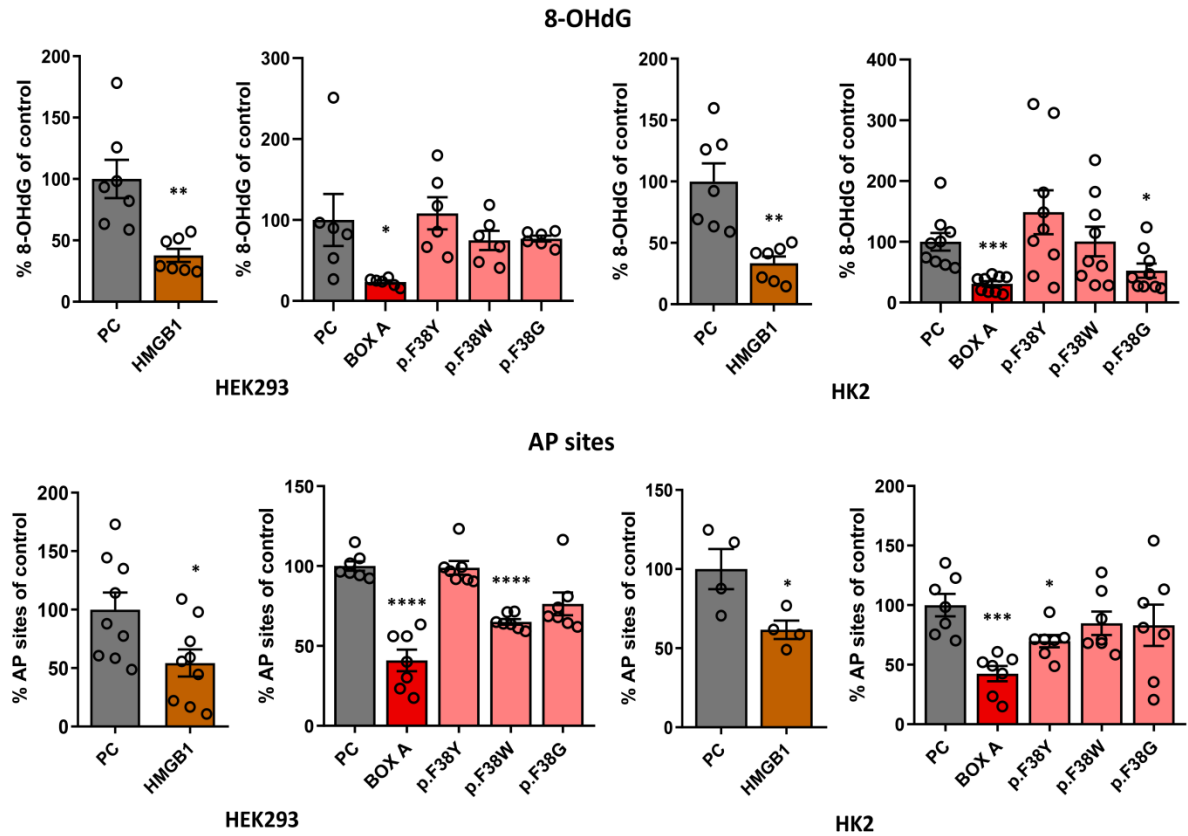 8-OHdG
% 8-OHdG of control
200
150
100
50
0
**
PC
HMGB1
% 8-OHdG of control
300
200
100
0
*
PC
BOX A
p.F38Y
p.F38W
p.F38G
HEK293
% 8-OHdG of control
200
150
100
50
0
**
PC
HMGB1
% 8-OHdG of control
400
300
200
100
0
***
*
PC
BOX A
p.F38Y
p.F38W
p.F38G
HK2
AP sites
% AP sites of control
200
150
100
50
0
*
PC
HMGB1
% AP sites of control
150
100
50
0
****
****
PC
BOX A
p.F38Y
p.F38W
p.F38G
HEK293
% AP sites of control
150
100
50
0
*
PC
HMGB1
% AP sites of control
200
150
100
50
0
***
*
PC
BOX A
p.F38Y
p.F38W
p.F38G
HK2